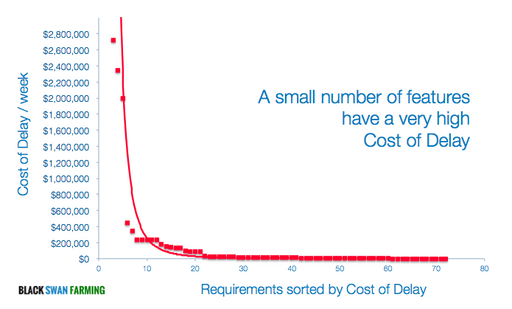 $2,800,000
$2,600,000
$2,400,000
$2,200,000
$2,000,000
$1,800,000
$1,600,000
$1,400,000
$1,200,000
$1,000,000
$800,000
$600,000
$400,000
$200,000
$0
Cost of Delay / week
A small number of features
have a very high
Cost of Delay
0 10 20 30 40 50 60 70 80
Requirements sorted by Cost of Delay
BLACK SWAN FARMING